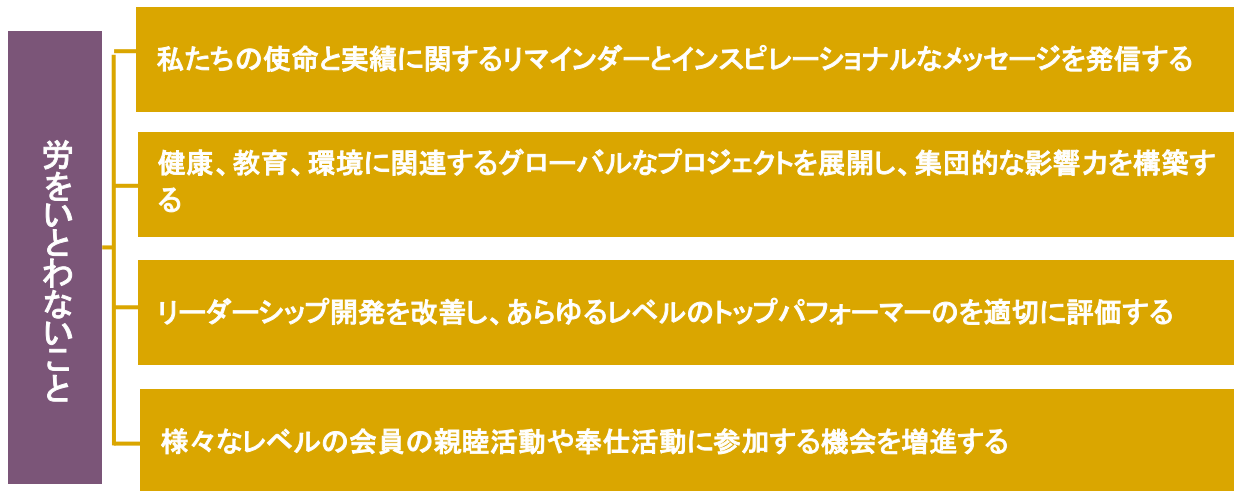 労をいとわないこと
私たちの使命と実績に関するリマインダーとインスピレーショナルなメッセージを発信する
健康、教育、環境に関連するグローバルなプロジェクトを展開し、集団的な影響力を構築す
る
リーダーシップ開発を改善し、あらゆるレベルのトップパフォーマーのを適切に評価する
様々なレベルの会員の親睦活動や奉仕活動に参加する機会を増進する